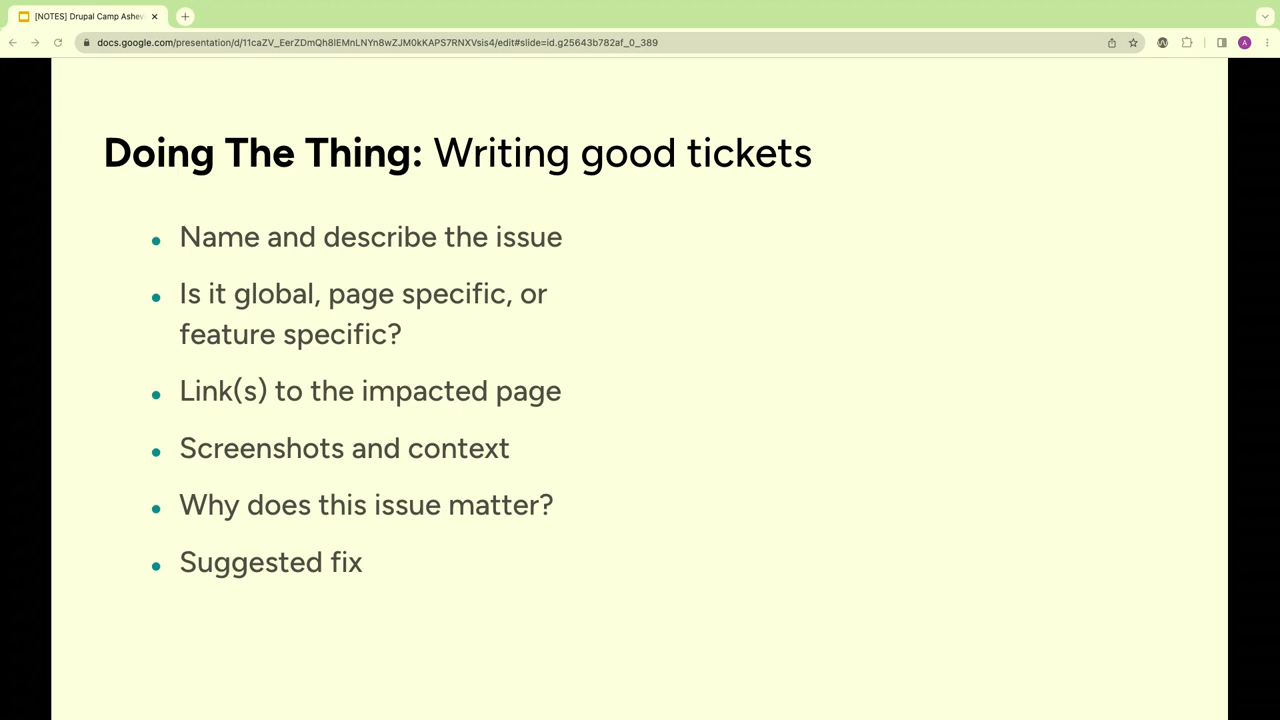 [NOTES] Drupal Camp Ashev
docs.google.com/presentation/d/11caZV_EerZDmQh8lEMnLNYn8wZJM0kKAPS7RNXVsis4/edit#slide=id.g25643b782af_0_389
A
Doing The Thing: Writing good tickets
• Name and describe the issue
• Is it global, page specific, or
feature specific?
• Link(s) to the impacted page
• Screenshots and context
• Why does this issue matter?
• Suggested fix